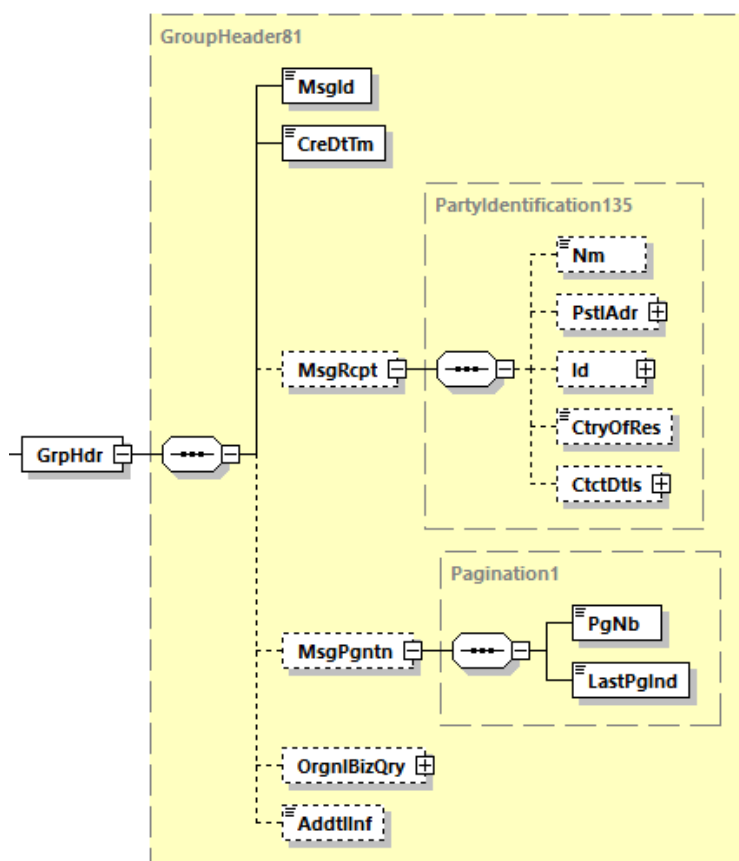 GroupHeader81
MsgId
CreDtTm
PartyIdentification135
Nm
PstlAdr
MsgRcpt
Id
CtryOfRes
GrpHdr
CtctDtls
Pagination1
PgNb
MsgPgntn
LastPgInd
OrgnlBizQry
AddtlInf